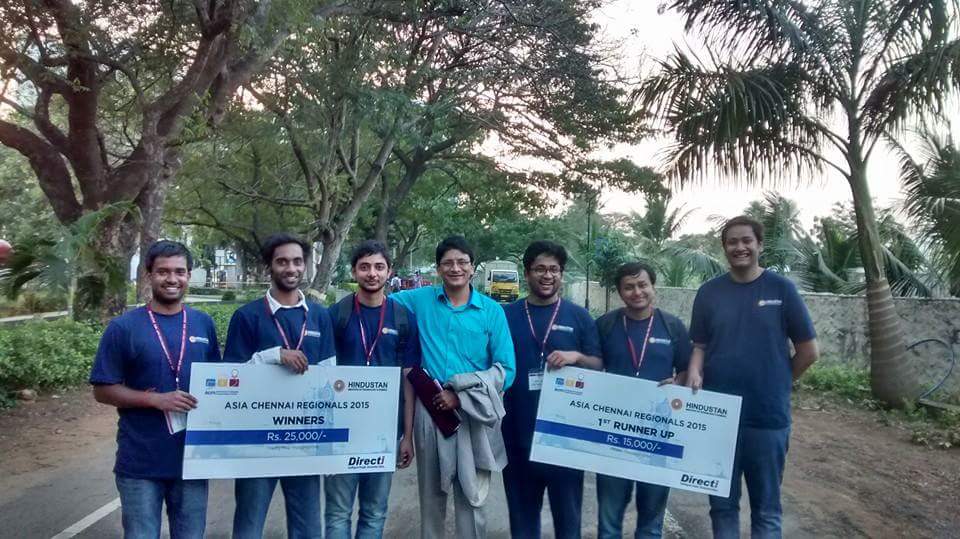 HINDUSTAN
ASIA CHENNAI REGIONALS 2015
WINNERS
Rs. 25,000/-
Directi
HINDUSTAN
ASIA CHENNAI REGIONALS 2015
1ST RUNNER UP
Rs. 15,000/-
Directi